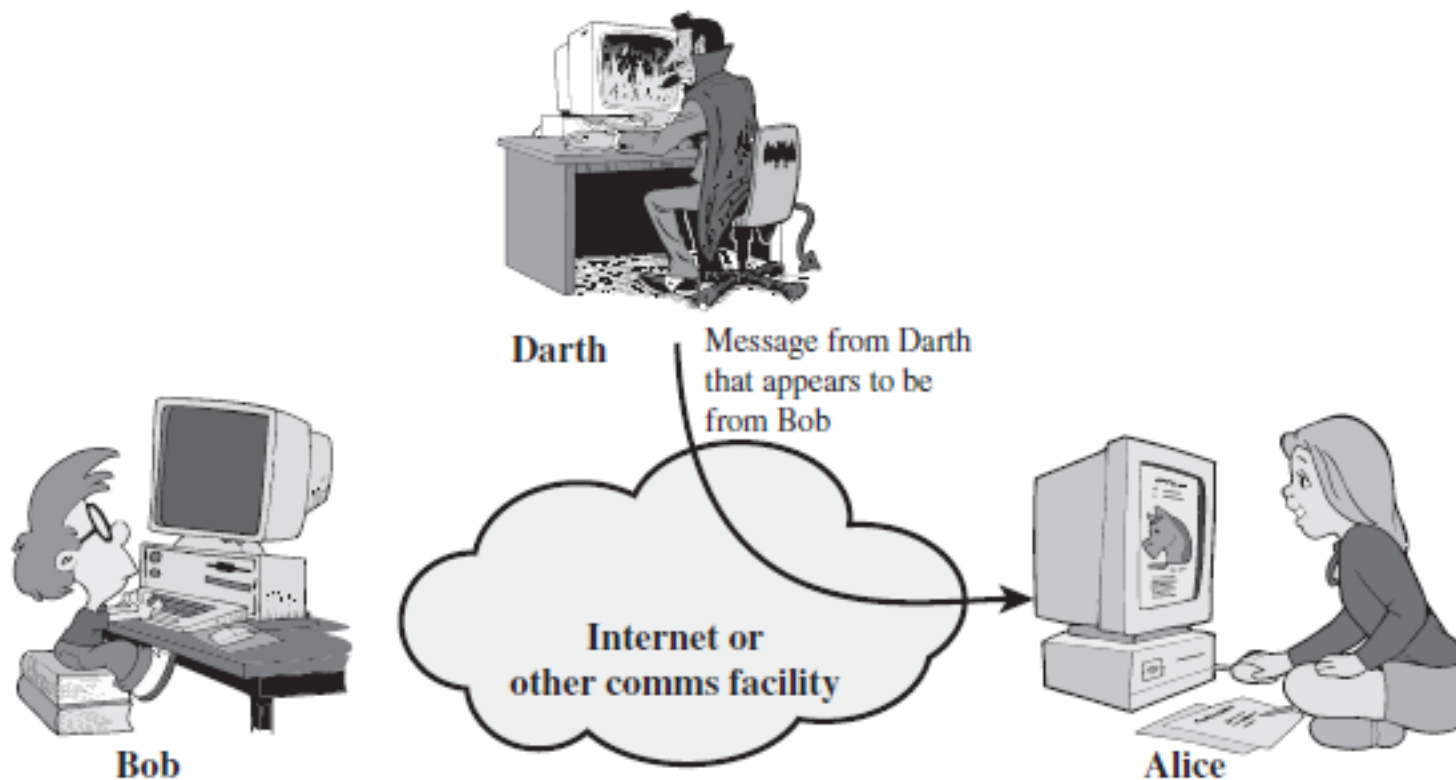 Darth
Message from Darth
that appears to be
from Bob
Internet or
other comms facility
Bob
Alice